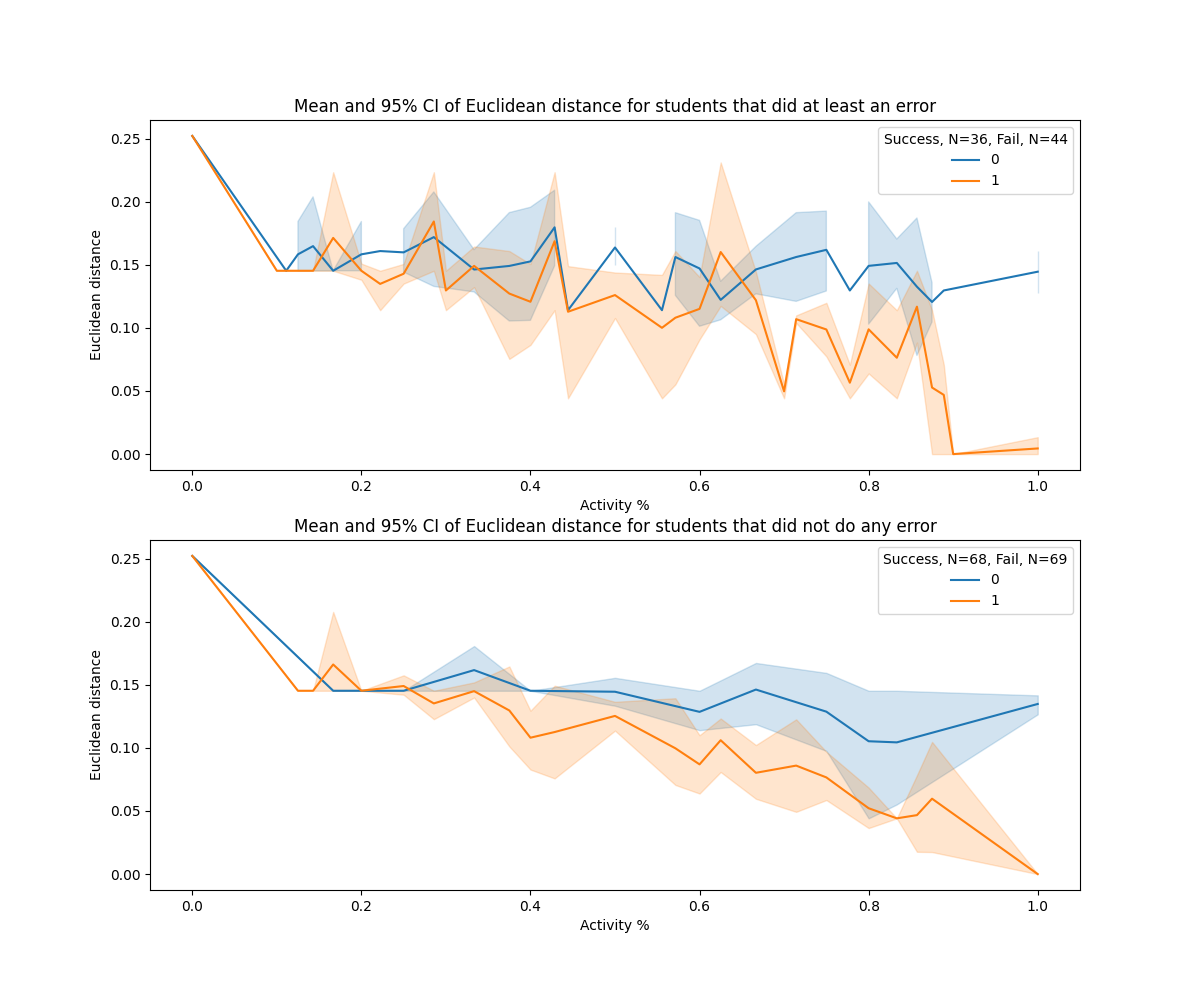 Mean and 95% CI of Euclidean distance for students that did at least an error
Success, N=36, Fail, N=44
0
1
Euclidean distance
0.25
0.20
0.15
0.10
0.05
0.00
0.0 0.2 0.4 0.6 0.8 1.0
Activity %
Mean and 95% CI of Euclidean distance for students that did not do any error
Success, N=68, Fail, N=69
0
1
Euclidean distance
0.25
0.20
0.15
0.10
0.05
0.00
0.0 0.2 0.4 0.6 0.8 1.0
Activity %